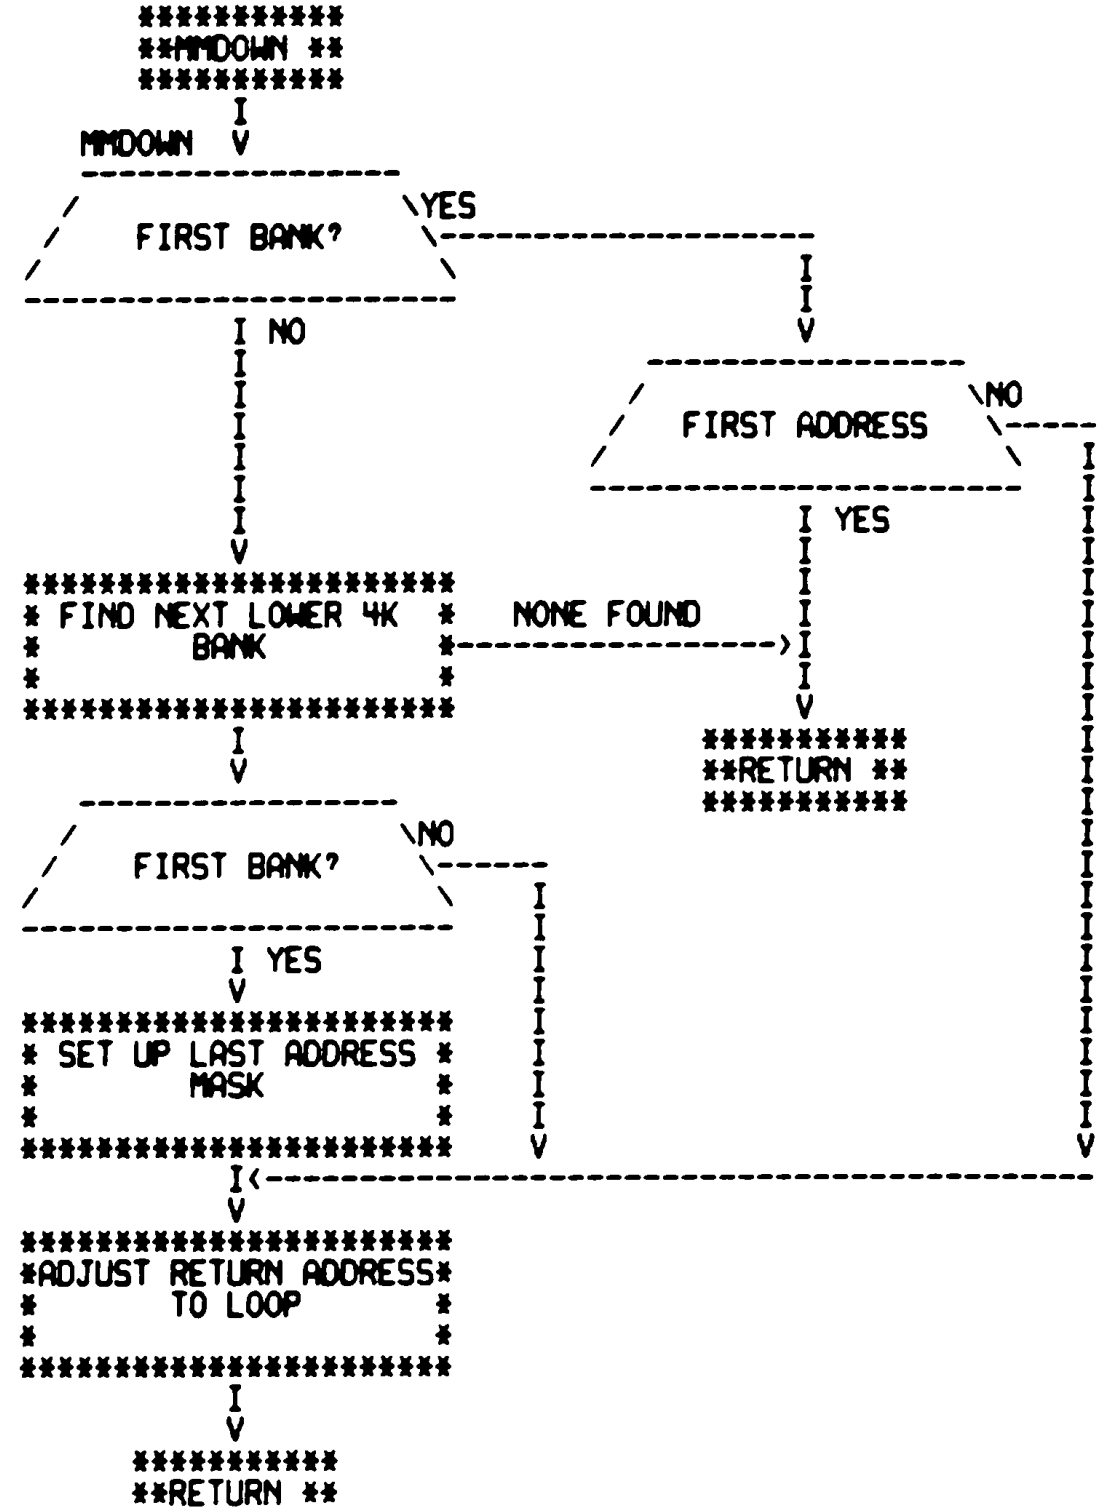 **MMDOWN **
MMDOWN
YES
FIRST BANK?
NO
NO
FIRST ADDRESS
YES
FIND NEXT LOWER 4K
BANK
NONE FOUND
**RETURN **
NO
FIRST BANK?
YES
SET UP LAST ADDRESS
MASK
ADJUST RETURN ADDRESS
TO LOOP
**RETURN **